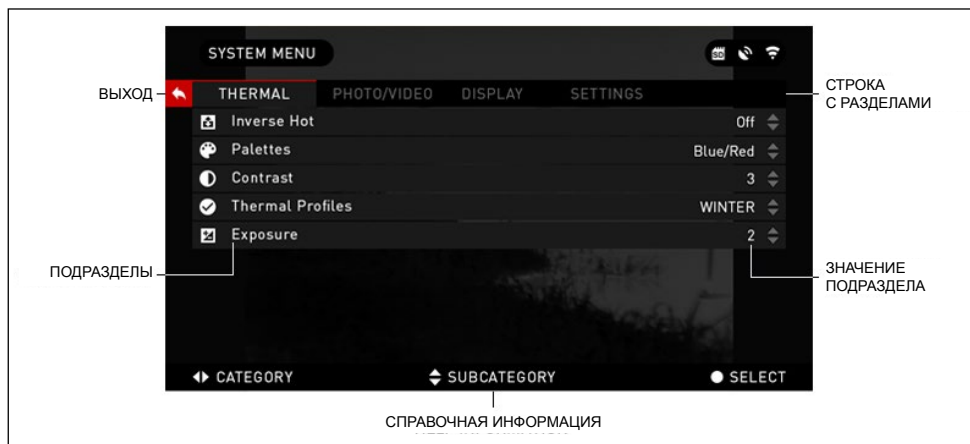 SYSTEM MENU
SD
ВЫХОД
THERMAL PHOTO/VIDEO DISPLAY SETTINGS
СТРОКА
С РАЗДЕЛАМИ
Inverse Hot Off
Palettes Blue/Red
Contrast 3
Thermal Profiles WINTER
Exposure 2
ПОДРАЗДЕЛЫ
ЗНАЧЕНИЕ
ПОДРАЗДЕЛА
CATEGORY SUBCATEGORY SELECT
СПРАВОЧНАЯ ИНФОРМАЦИЯ